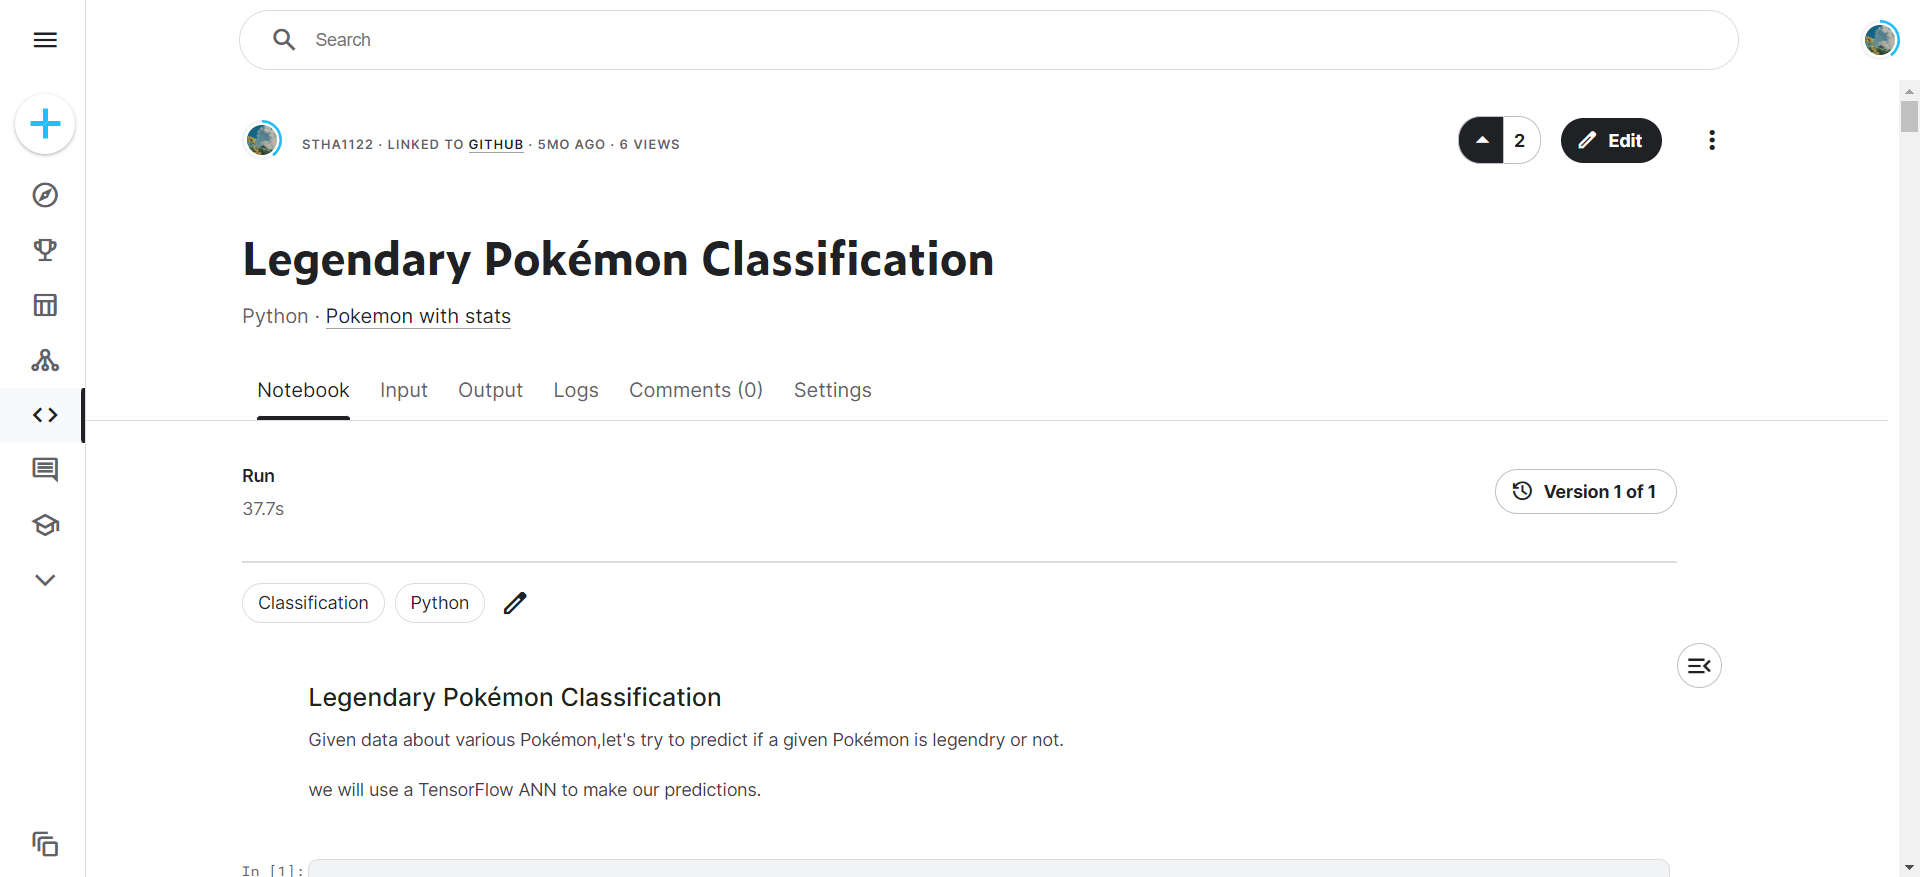 Search
STHA1122 · LINKED TO GITHUB · 5MO AGO · 6 VIEWS
2
Edit
Legendary Pokémon Classification
Python · Pokemon with stats
Notebook Input Output Logs Comments (0) Settings
Run
37.7s
Version 1 of 1
Classification Python
Legendary Pokémon Classification
Given data about various Pokémon,let's try to predict if a given Pokémon is legendry or not.
we will use a TensorFlow ANN to make our predictions.
In [1]: